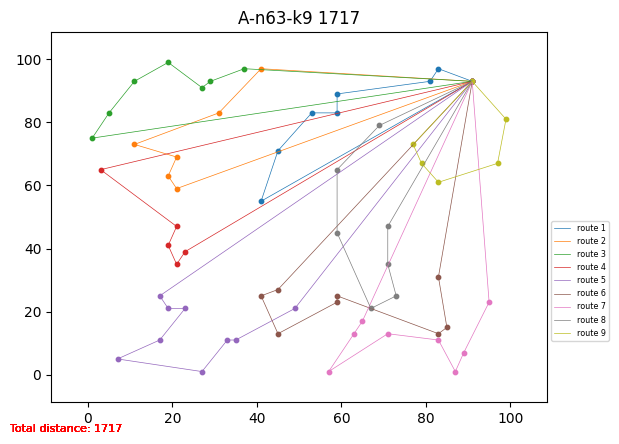 A-n63-k9 1717
100
80
60
40
20
0
0 20 40 60 80 100
route 1
route 2
route 3
route 4
route 5
route 6
route 7
route 8
route 9
Total distance: 1717